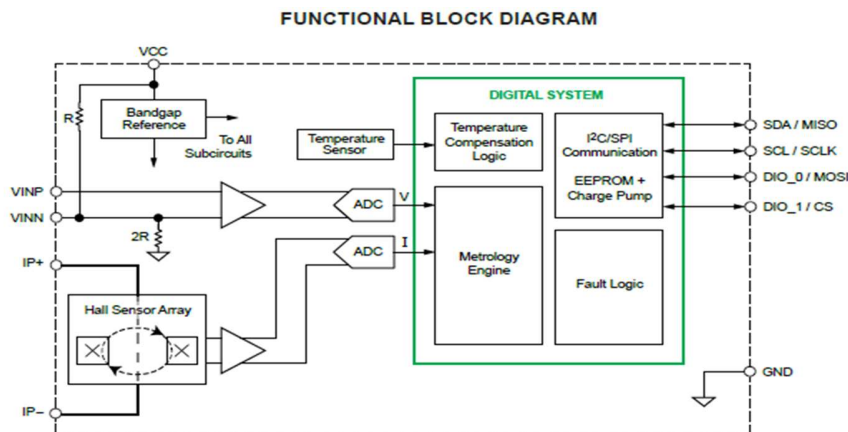 FUNCTIONAL BLOCK DIAGRAM
VCC
R
Bandgap
Reference
To All
Subcircuits
Temperature
Sensor
DIGITAL SYSTEM
Temperature
Compensation
Logic
I²C/SPI
Communication
EEPROM +
Charge Pump
SDA / MISO
SCL / SCLK
DIO_0 / MOSI
DIO_1 / CS
VINP
VINN
2R
ADC
V
ADC
I
Metrology
Engine
Fault Logic
IP+
Hall Sensor Array
IP–
GND